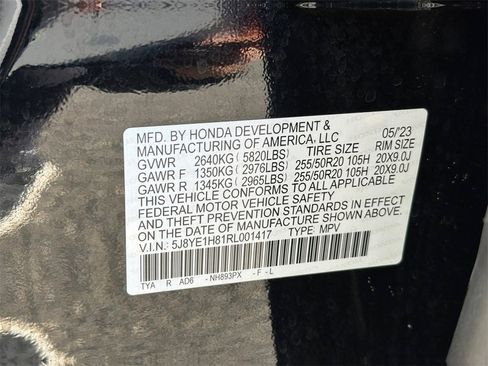 MFD. BY HONDA DEVELOPMENT & 05/'23
MANUFACTURING OF AMERICA, LLC
GVWR 2640KG (5820LBS) TIRE SIZE RIM SIZE
GAWR F 1350KG (2976LBS) 255/50R20 105H 20X9.0J
GAWR R 1345KG (2965LBS) 255/50R20 105H 20X9.0J
THIS VEHICLE CONFORMS TO ALL APPLICABLE
FEDERAL MOTOR VEHICLE SAFETY
AND THEFT PREVENTION STANDARDS IN EFFECT
ON THE DATE OF MANUFACTURE SHOWN ABOVE.
V.I.N.: 5J8YE1H81RL001417 TYPE: MPV
TYA R AD6 -NH893PX -F -L